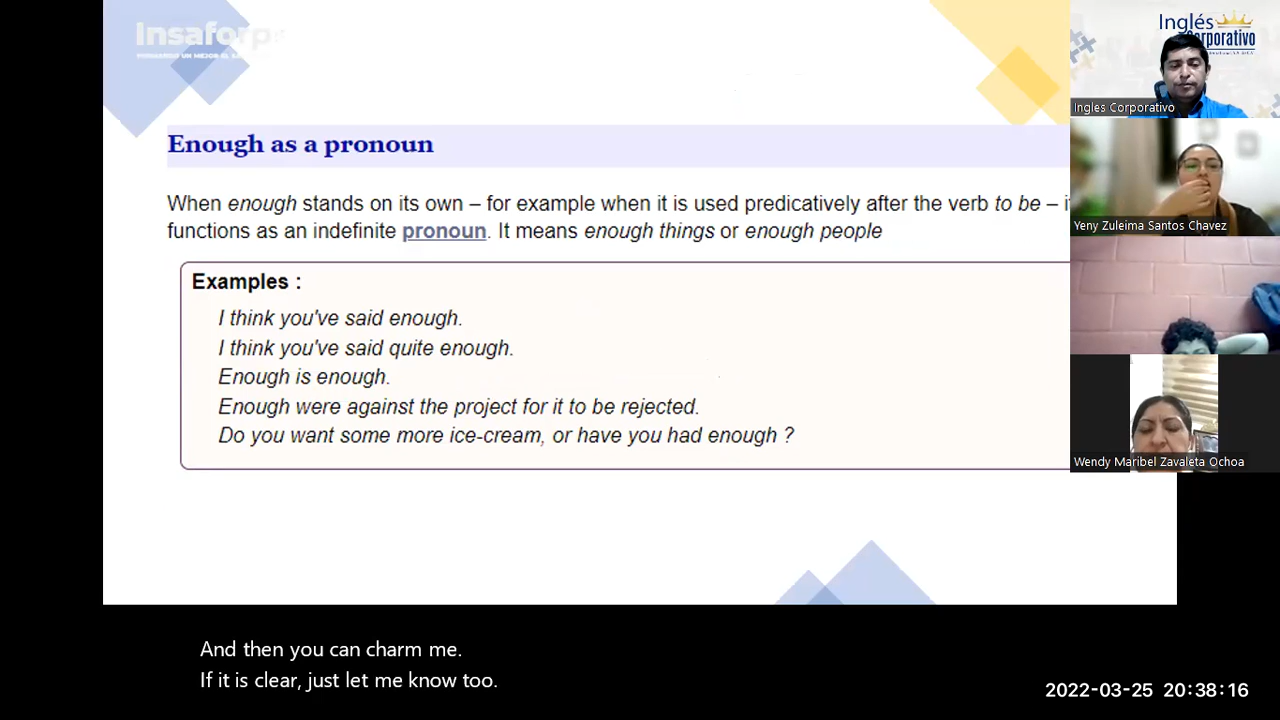 Insaforp
FORMANDO UN MEJOR EL
Enough as a pronoun
When enough stands on its own – for example when it is used predicatively after the verb to be –
functions as an indefinite pronoun. It means enough things or enough people
Examples :
I think you've said enough.
I think you've said quite enough.
Enough is enough.
Enough were against the project for it to be rejected.
Do you want some more ice-cream, or have you had enough ?
Inglés
Corporativo
Ingles Corporativo
Yeny Zuleima Santos Chavez
Wendy Maribel Zavaleta Ochoa
And then you can charm me.
If it is clear, just let me know too.
2022-03-25 20:38:16